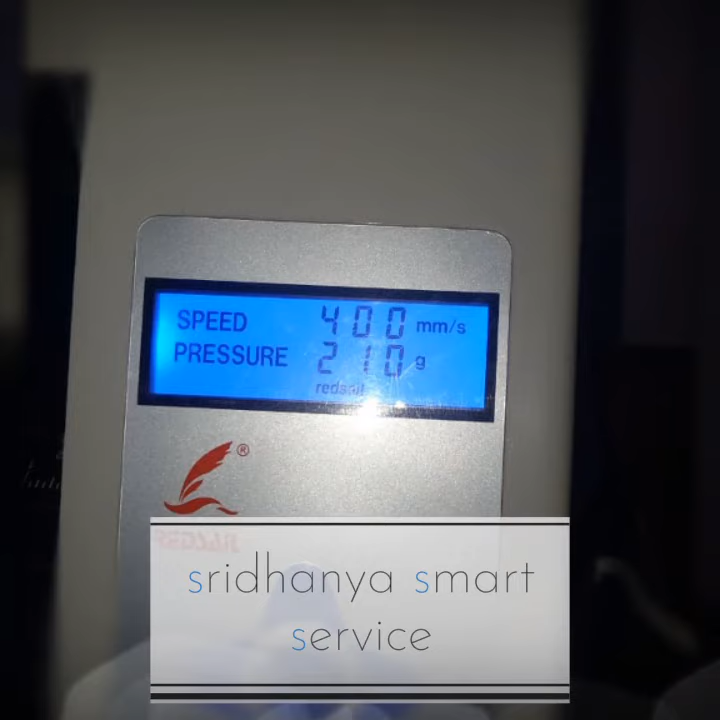 SPEED 400 mm/s
PRESSURE 210 g
redsail
®
sridhanya smart
service